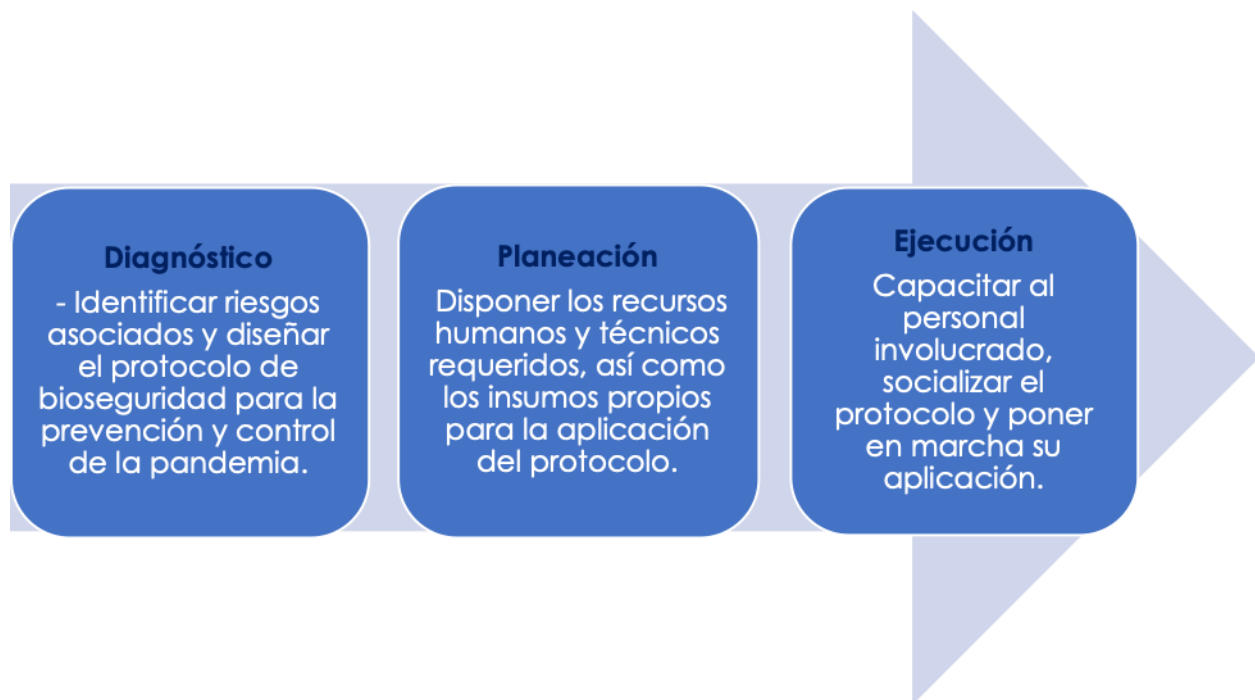 Diagnóstico
- Identificar riesgos
asociados y diseñar
el protocolo de
bioseguridad para la
prevención y control
de la pandemia.
Planeación
Disponer los recursos
humanos y técnicos
requeridos, así como
los insumos propios
para la aplicación
del protocolo.
Ejecución
Capacitar al
personal
involucrado,
socializar el
protocolo y poner
en marcha su
aplicación.